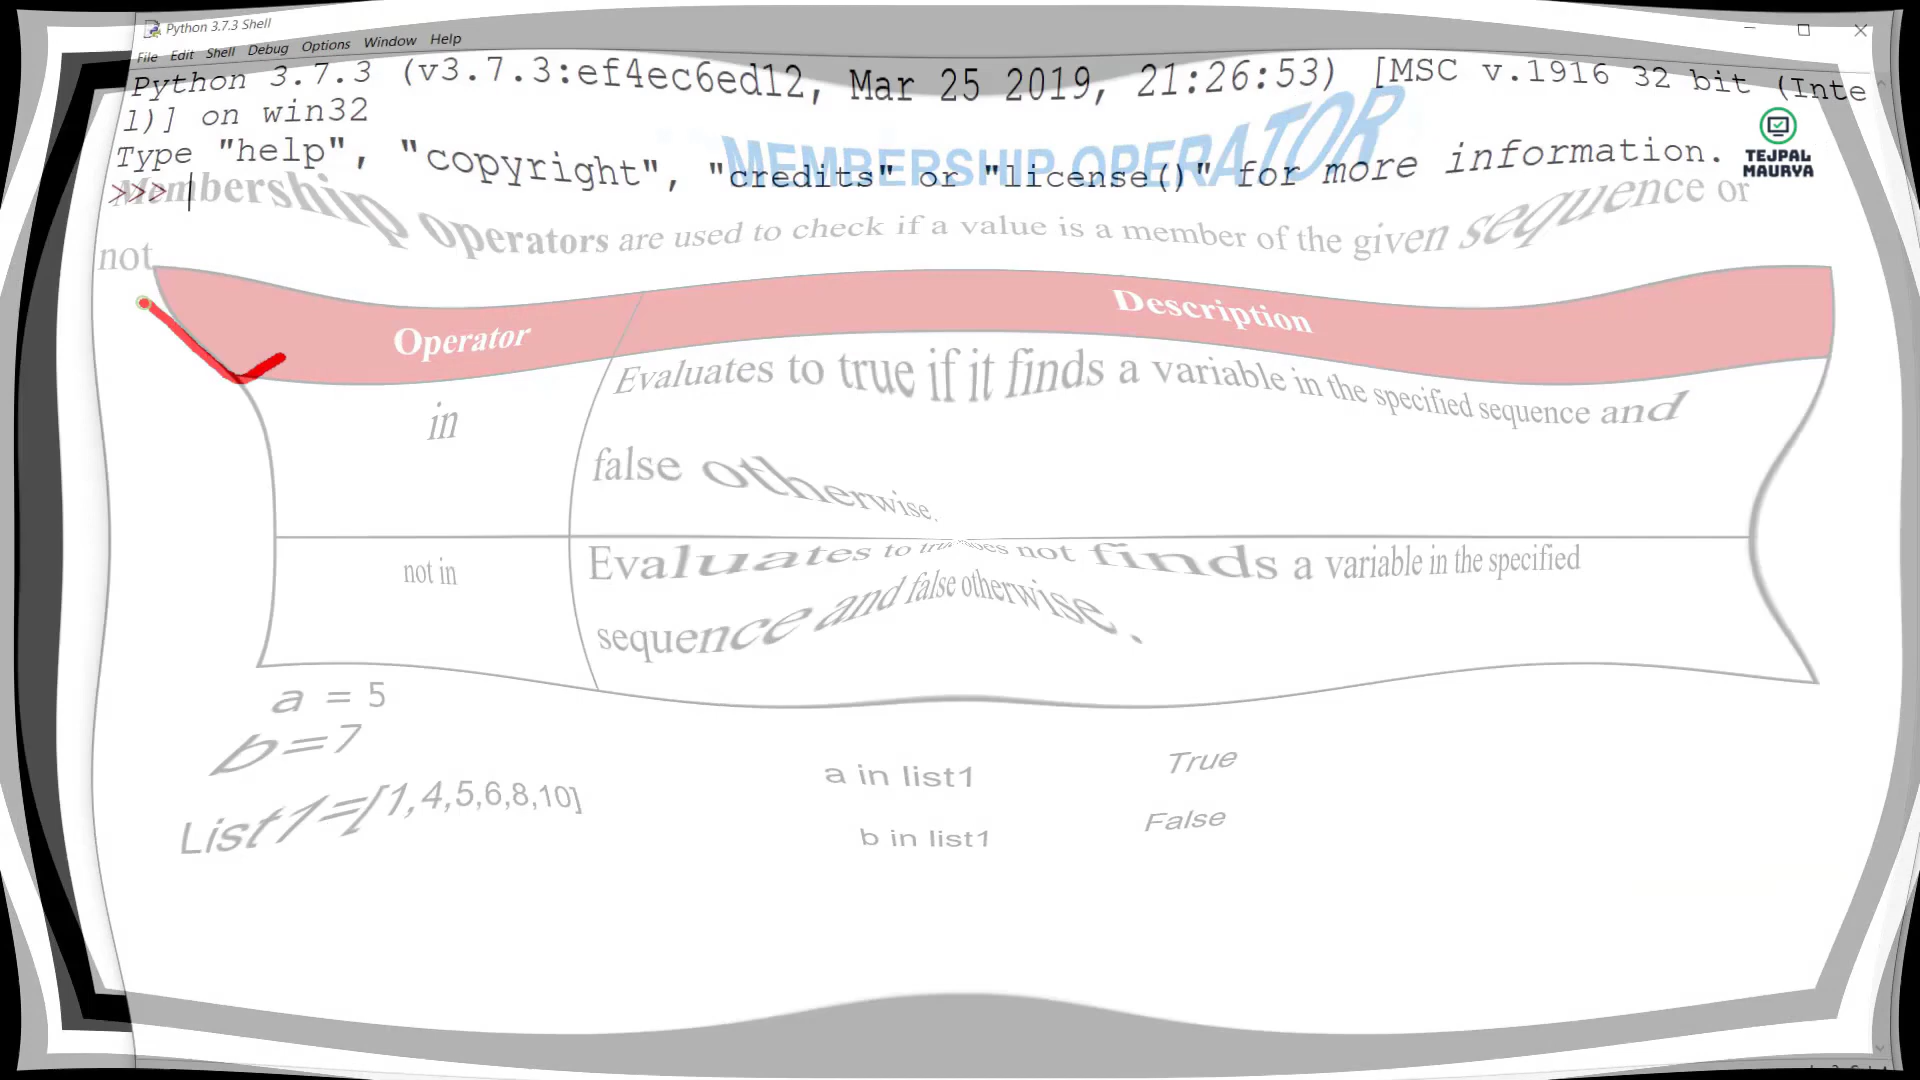 Python 3.7.3 Shell
File Edit Shell Debug Options Window Help
Python 3.7.3 (v3.7.3:ef4ec6ed12, Mar 25 2019, 21:26:53) [MSC v.1916 32 bit (Inte
l)] on win32
Type "help", "copyright", "credits" or "license()" for more information.
>>>
TEJPAL
MAURYA
MEMBERSHIP OPERATOR
Membership Operators are used to check if a value is a member of the given sequence or
not
Operator Description
in Evaluates to true if it finds a variable in the specified sequence and
false otherwise.
not in Evaluates to does not finds a variable in the specified
sequence and false otherwise .
a = 5
b=7
List1=[1,4,5,6,8,10]
a in list1 True
b in list1 False